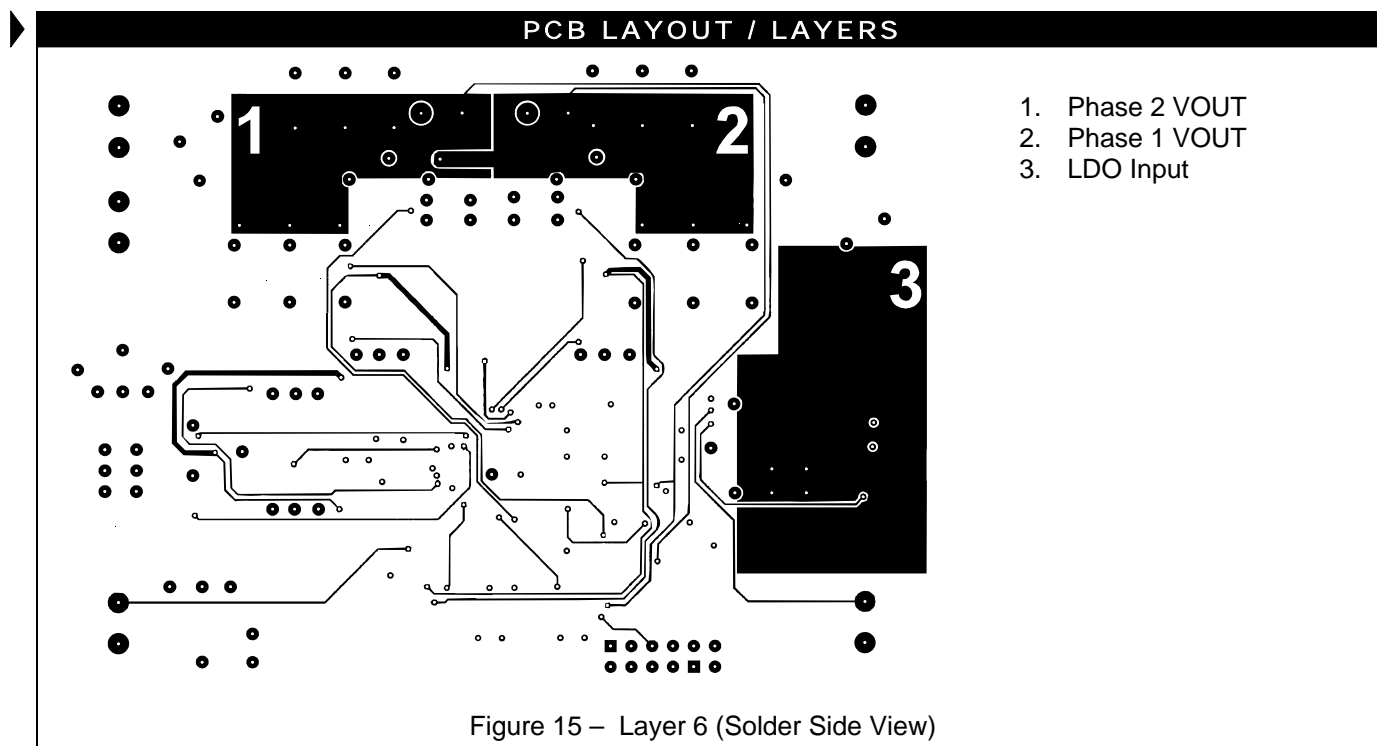 PCB LAYOUT / LAYERS
1
2
3
1. Phase 2 VOUT
2. Phase 1 VOUT
3. LDO Input
Figure 15 – Layer 6 (Solder Side View)